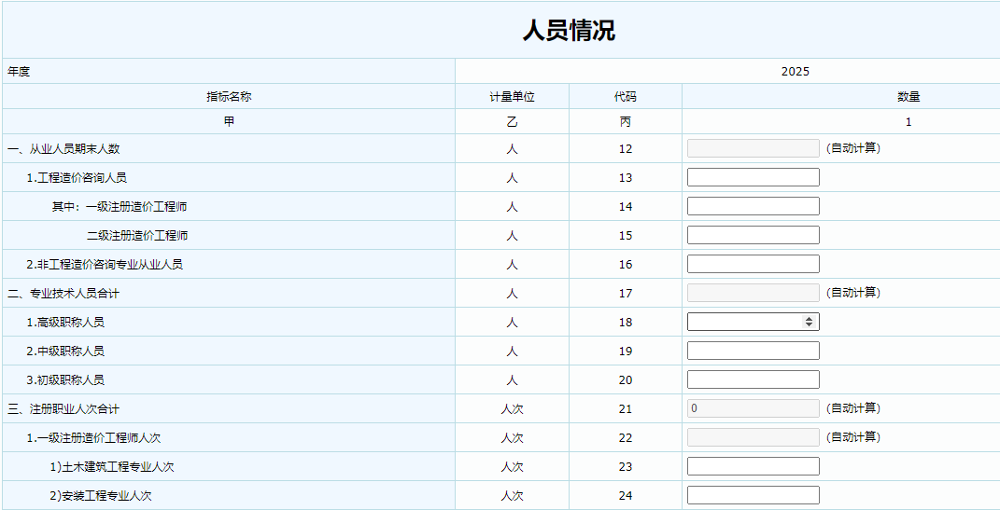 人员情况
年度 2025
指标名称 计量单位 代码 数量
甲 乙 丙 1
一、从业人员期末人数 人 12 (自动计算)
1.工程造价咨询人员 人 13
其中：一级注册造价工程师 人 14
二级注册造价工程师 人 15
2.非工程造价咨询专业从业人员 人 16
二、专业技术人员合计 人 17 (自动计算)
1.高级职称人员 人 18
2.中级职称人员 人 19
3.初级职称人员 人 20
三、注册职业人次合计 人次 21 0 (自动计算)
1.一级注册造价工程师人次 人次 22 (自动计算)
1)土木建筑工程专业人次 人次 23
2)安装工程专业人次 人次 24